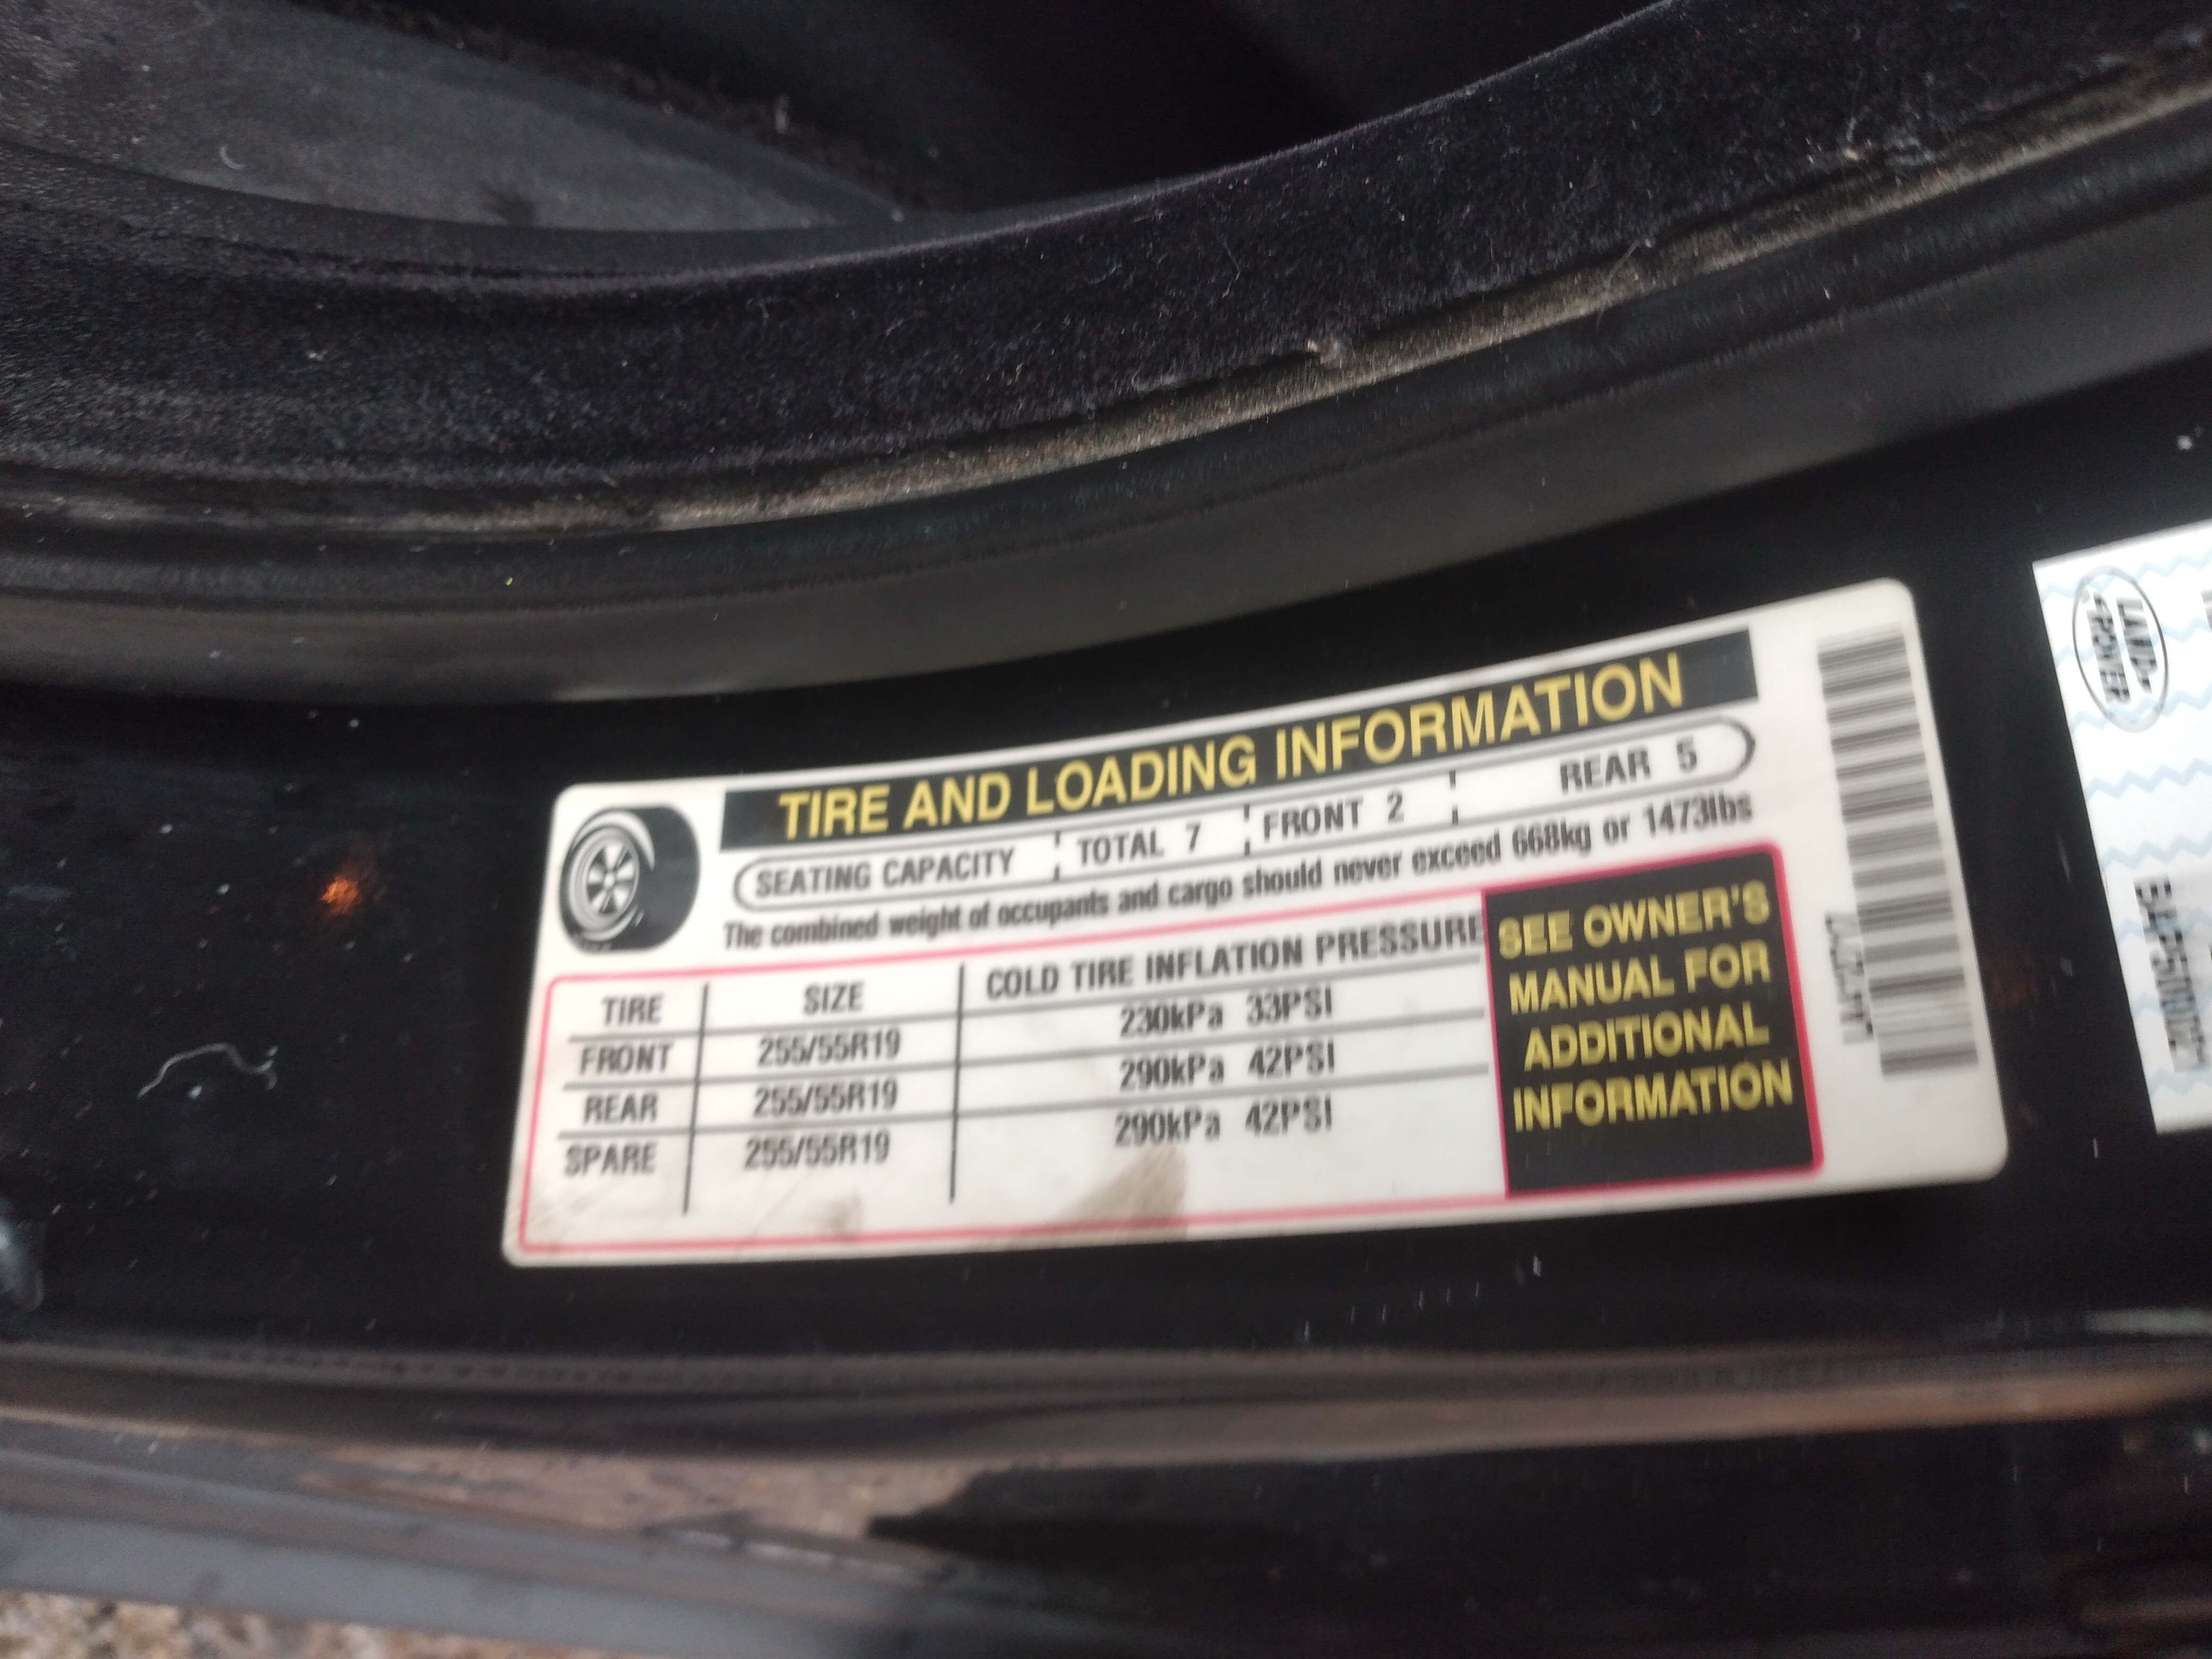 TIRE AND LOADING INFORMATION
SEATING CAPACITY TOTAL 7 FRONT 2 REAR 5
The combined weight of occupants and cargo should never exceed 668kg or 1473lbs
TIRE SIZE COLD TIRE INFLATION PRESSURE
FRONT 255/55R19 230kPa 33PSI
REAR 255/55R19 290kPa 42PSI
SPARE 255/55R19 290kPa 42PSI
SEE OWNER'S
MANUAL FOR
ADDITIONAL
INFORMATION
LAND
ROVER